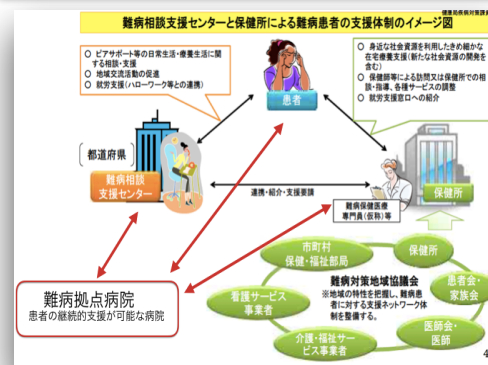 健康局疾病対策課
難病相談支援センターと保健所による難病患者の支援体制のイメージ図
○ ピアサポート等の日常生活・療養生活に関
する相談・支援
○ 地域交流活動の促進
○ 就労支援(ハローワーク等との連携)
患者
○ 身近な社会資源を利用したきめ細かな
在宅療養支援(新たな社会資源の開発を
含む)
○ 保健師等による訪問又は保健所での相
談・指導、各種サービスの調整
○ 就労支援窓口への紹介
都道府県
難病相談
支援センター
連携・紹介・支援要請
保健所
難病保健医療
専門員(仮称)等
難病拠点病院
患者の継続的支援が可能な病院
市町村
保健・福祉部局
保健所
看護サービス
事業者
難病対策地域協議会
※地域の特性を把握し、難病患
者に対する支援ネットワーク体
制を整備する。
患者会・
家族会
介護・福祉サー
ビス事業者
医師会・
医師
4